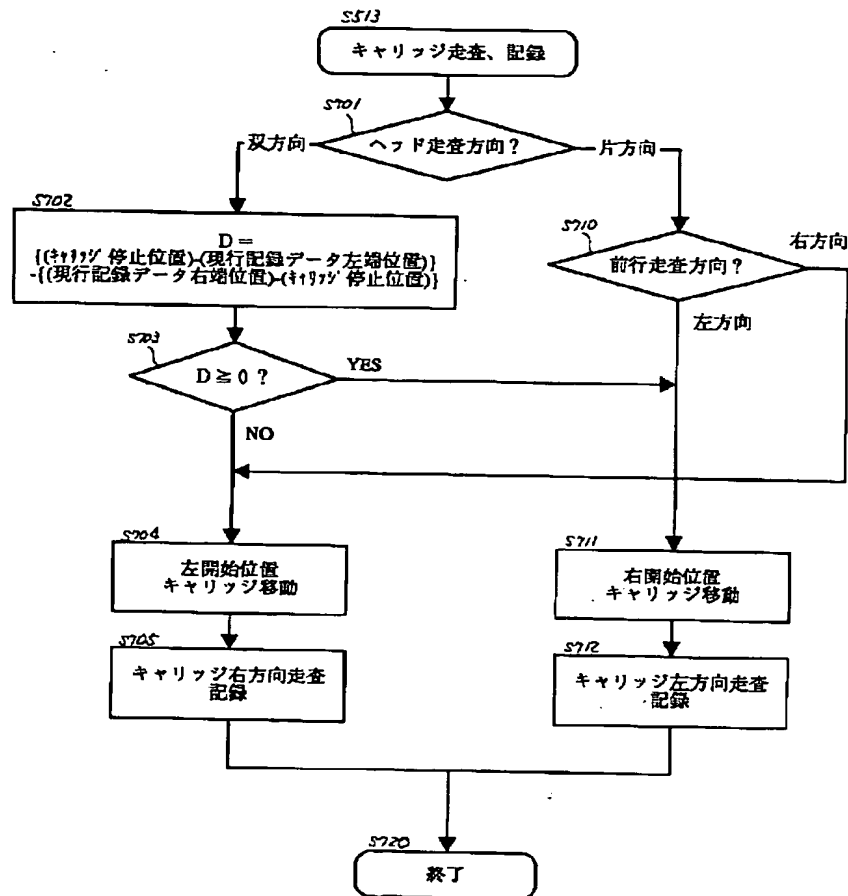 S513
キャリッジ走査、記録
S701
ヘッド走査方向？
双方向
片方向
S702
D＝
{(ｷｬﾘｯｼﾞ停止位置)-(現行記録データ左端位置)}
-{(現行記録データ右端位置)-(ｷｬﾘｯｼﾞ停止位置)}
S710
前行走査方向？
右方向
左方向
S703
D≧0？
YES
NO
S704
左開始位置
キャリッジ移動
S711
右開始位置
キャリッジ移動
S705
キャリッジ右方向走査
記録
S712
キャリッジ左方向走査
記録
S720
終了